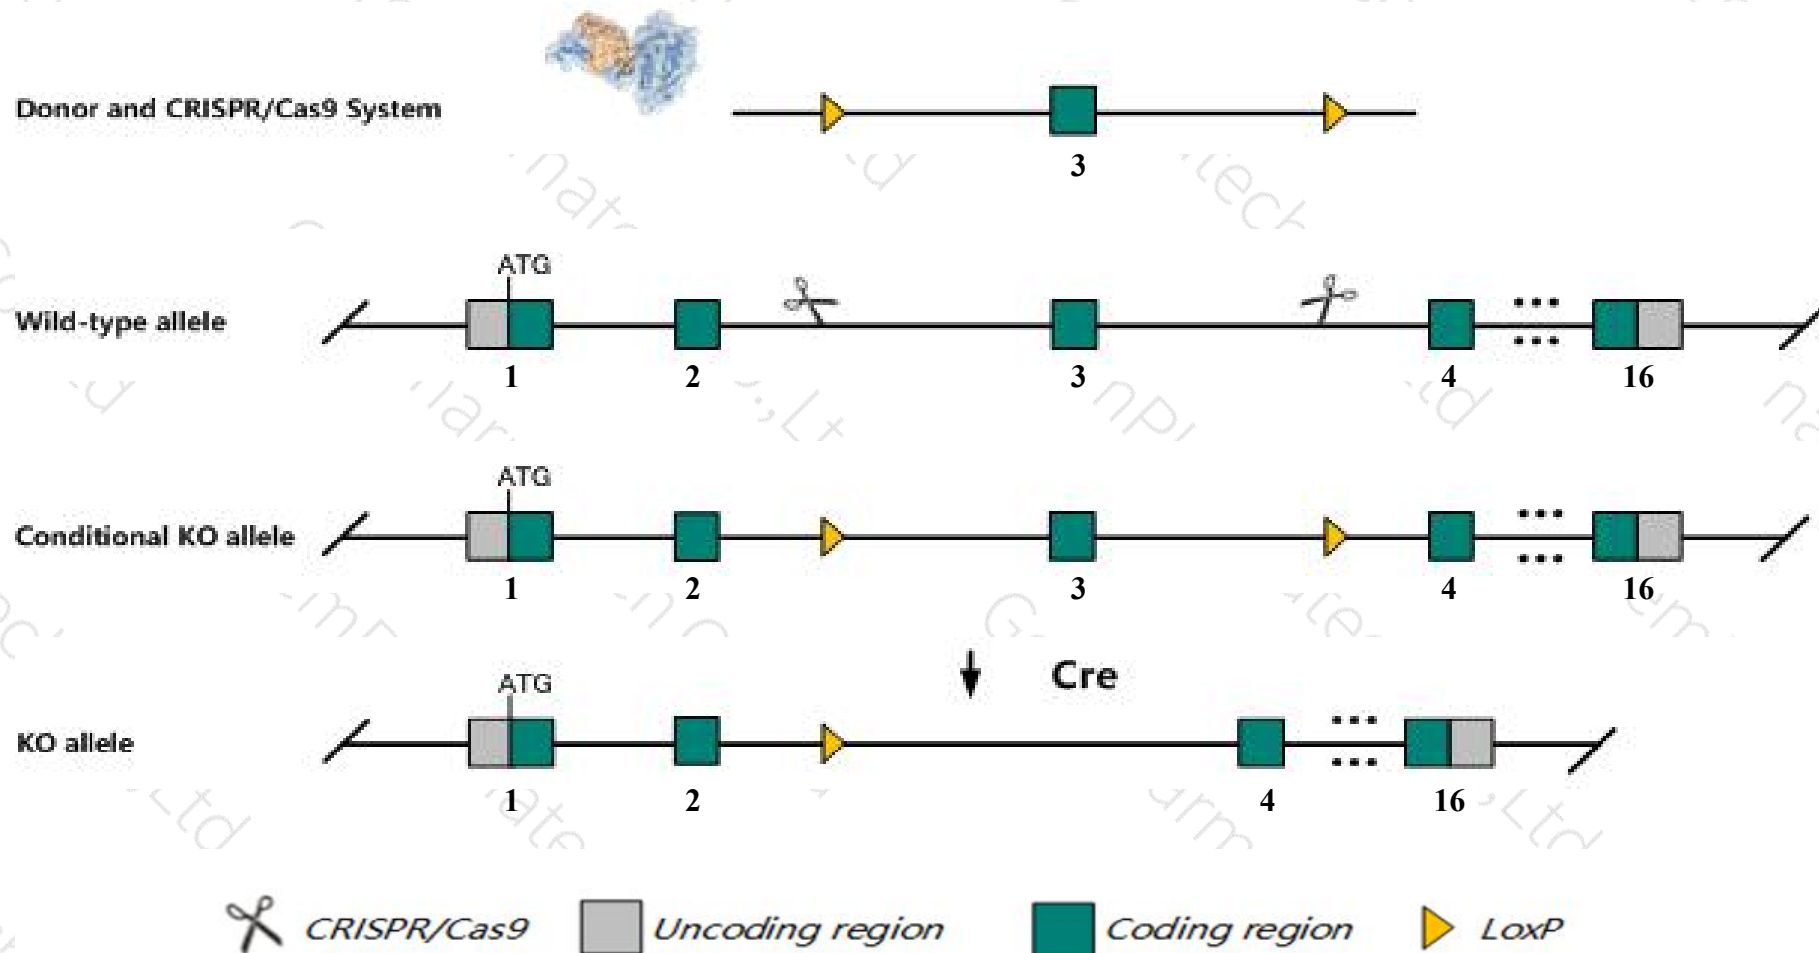 Donor and CRISPR/Cas9 System
3
ATG
Wild-type allele
1 2 3 4 16
ATG
Conditional KO allele
1 2 3 4 16
Cre
ATG
KO allele
1 2 4 16
CRISPR/Cas9 Uncoding region Coding region LoxP